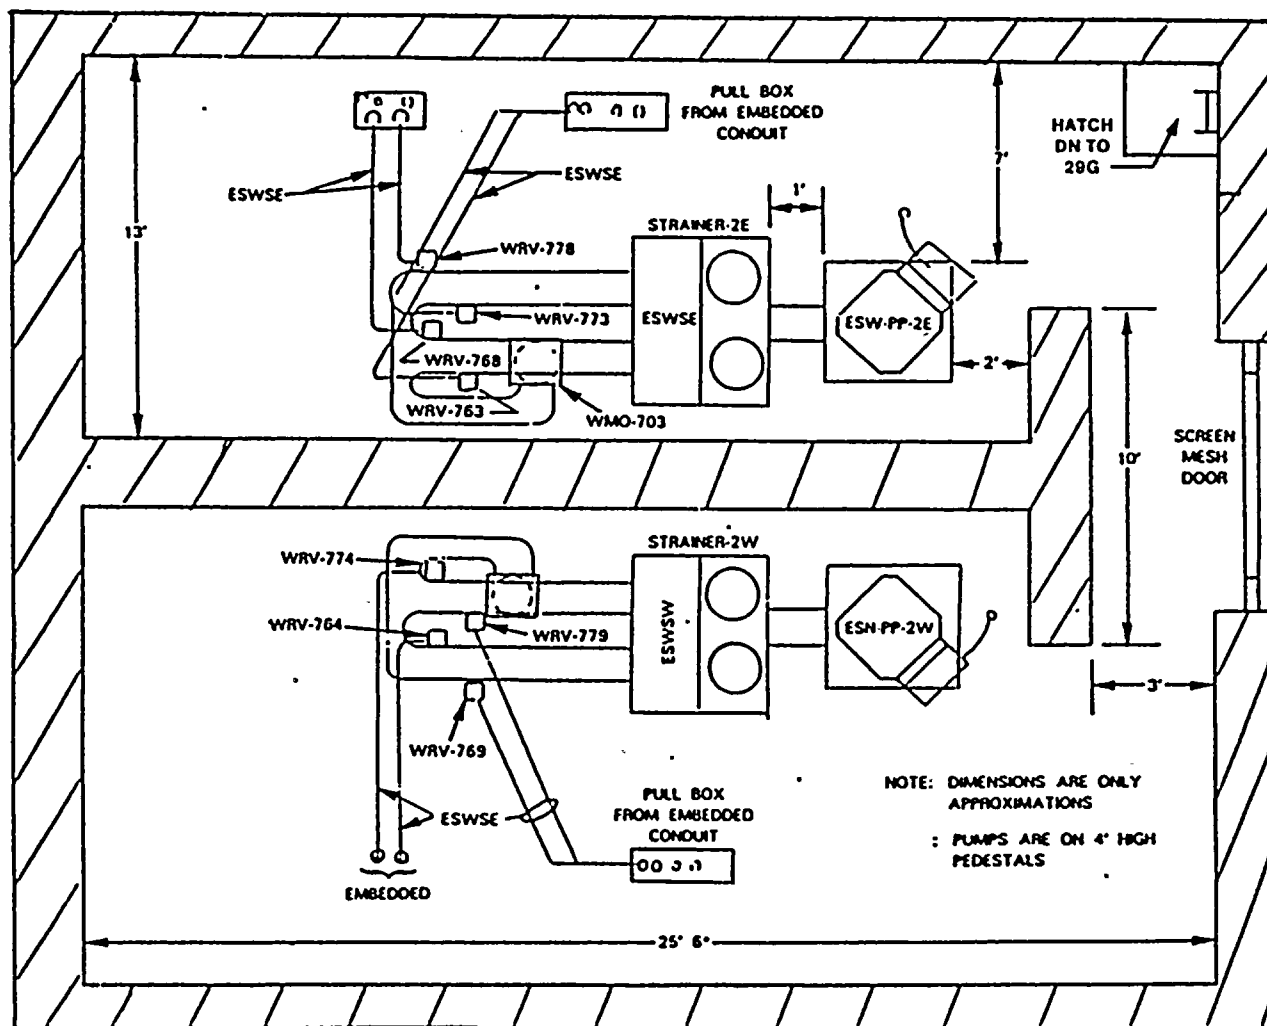 PULL BOX
FROM EMBEDDED
CONDUIT
HATCH
DN TO
29G
7'
13'
ESWSE
ESWSE
1'
STRAINER-2E
WRV-778
WRV-773
ESWSE
ESW-PP-2E
WRV-768
2'
WRV-763
WMO-703
10'
SCREEN
MESH
DOOR
STRAINER-2W
WRV-774
WRV-764
WRV-779
ESWSW
ESN-PP-2W
3'
WRV-769
NOTE: DIMENSIONS ARE ONLY
APPROXIMATIONS
: PUMPS ARE ON 4" HIGH
PEDESTALS
PULL BOX
FROM EMBEDDED
CONDUIT
ESWSE
EMBEDDED
25' 6"